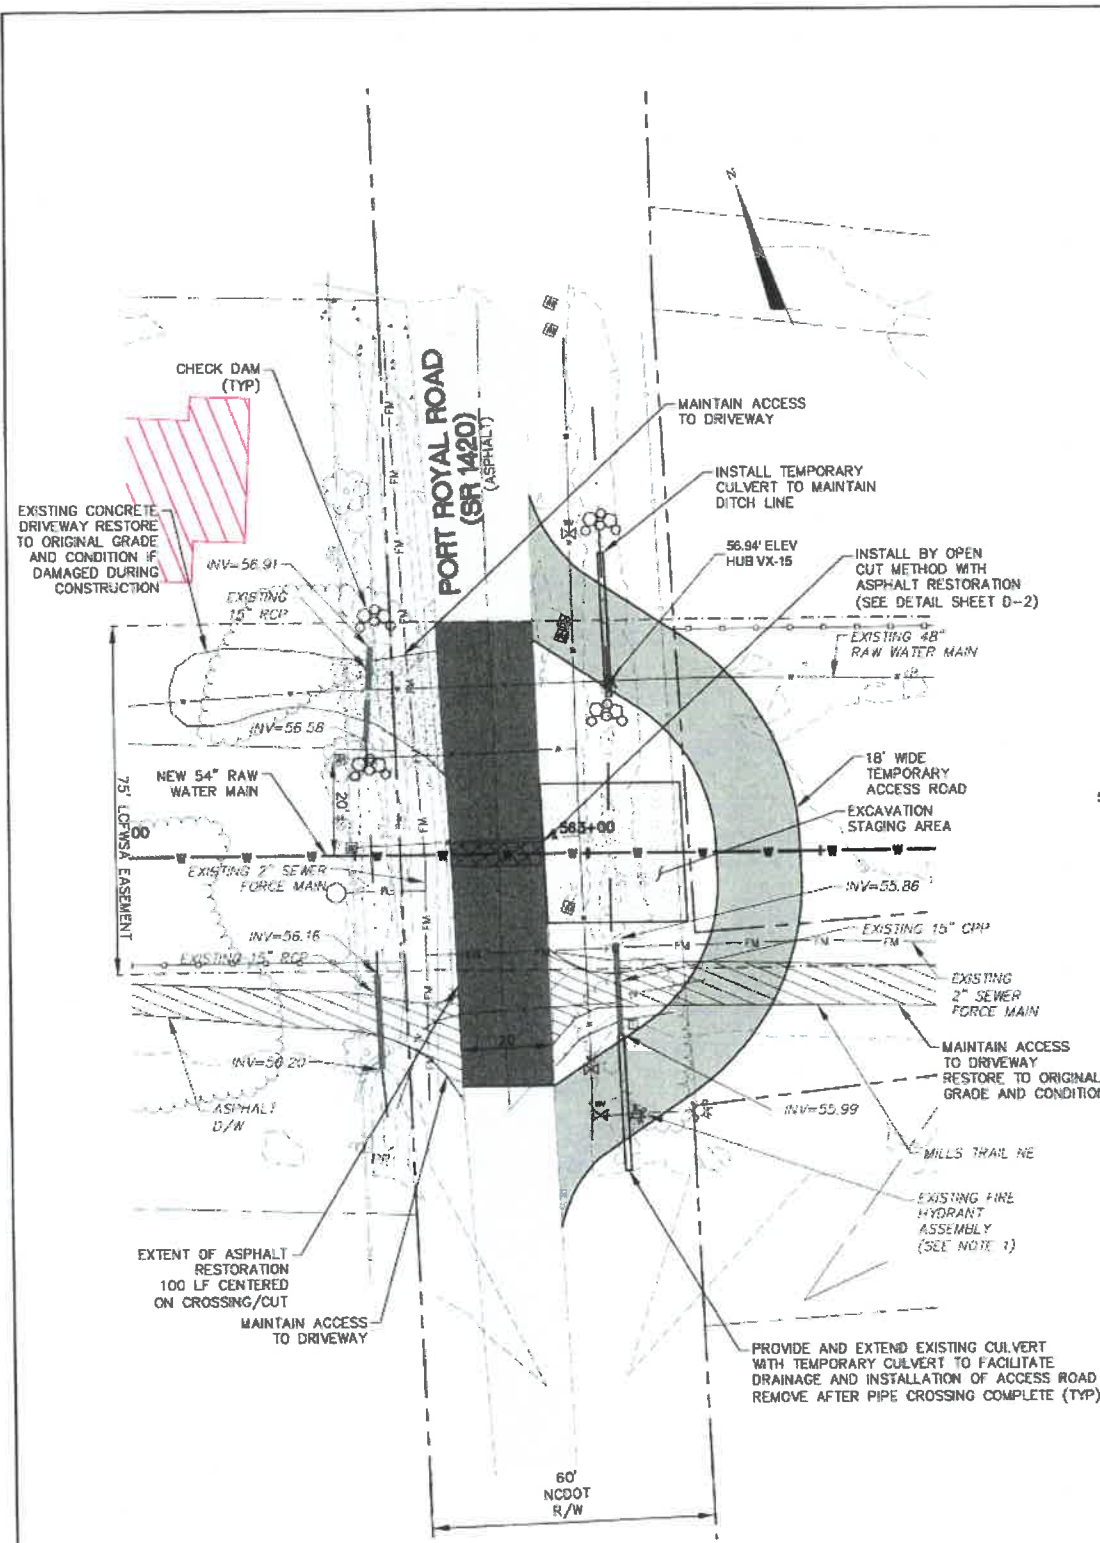 CHECK DAM
(TYP)
PORT ROYAL ROAD
(SR 1420)
(ASPHALT)
MAINTAIN ACCESS
TO DRIVEWAY
INSTALL TEMPORARY
CULVERT TO MAINTAIN
DITCH LINE
EXISTING CONCRETE
DRIVEWAY RESTORE
TO ORIGINAL GRADE
AND CONDITION IF
DAMAGED DURING
CONSTRUCTION
INV=56.91
EXISTING
15" RCP
56.94' ELEV
HUB VX-15
INSTALL BY OPEN
CUT METHOD WITH
ASPHALT RESTORATION
(SEE DETAIL SHEET D-2)
EXISTING 48"
RAW WATER MAIN
INV=56.58
NEW 54" RAW
WATER MAIN
20'±
75' LCFWSA EASEMENT
00
563+00
18' WIDE
TEMPORARY
ACCESS ROAD
EXCAVATION
STAGING AREA
EXISTING 2" SEWER
FORCE MAIN
INV=55.86
INV=56.16
EXISTING 15" RCP
EXISTING 15" CPP
EXISTING
2" SEWER
FORCE MAIN
20'
INV=56.20
ASPHALT
D/W
MAINTAIN ACCESS
TO DRIVEWAY
RESTORE TO ORIGINAL
GRADE AND CONDITION
INV=55.99
MILLS TRAIL NE
EXISTING FIRE
HYDRANT
ASSEMBLY
(SEE NOTE 1)
EXTENT OF ASPHALT
RESTORATION
100 LF CENTERED
ON CROSSING/CUT
MAINTAIN ACCESS
TO DRIVEWAY
PROVIDE AND EXTEND EXISTING CULVERT
WITH TEMPORARY CULVERT TO FACILITATE
DRAINAGE AND INSTALLATION OF ACCESS ROAD
REMOVE AFTER PIPE CROSSING COMPLETE (TYP)
60'
NCDOT
R/W